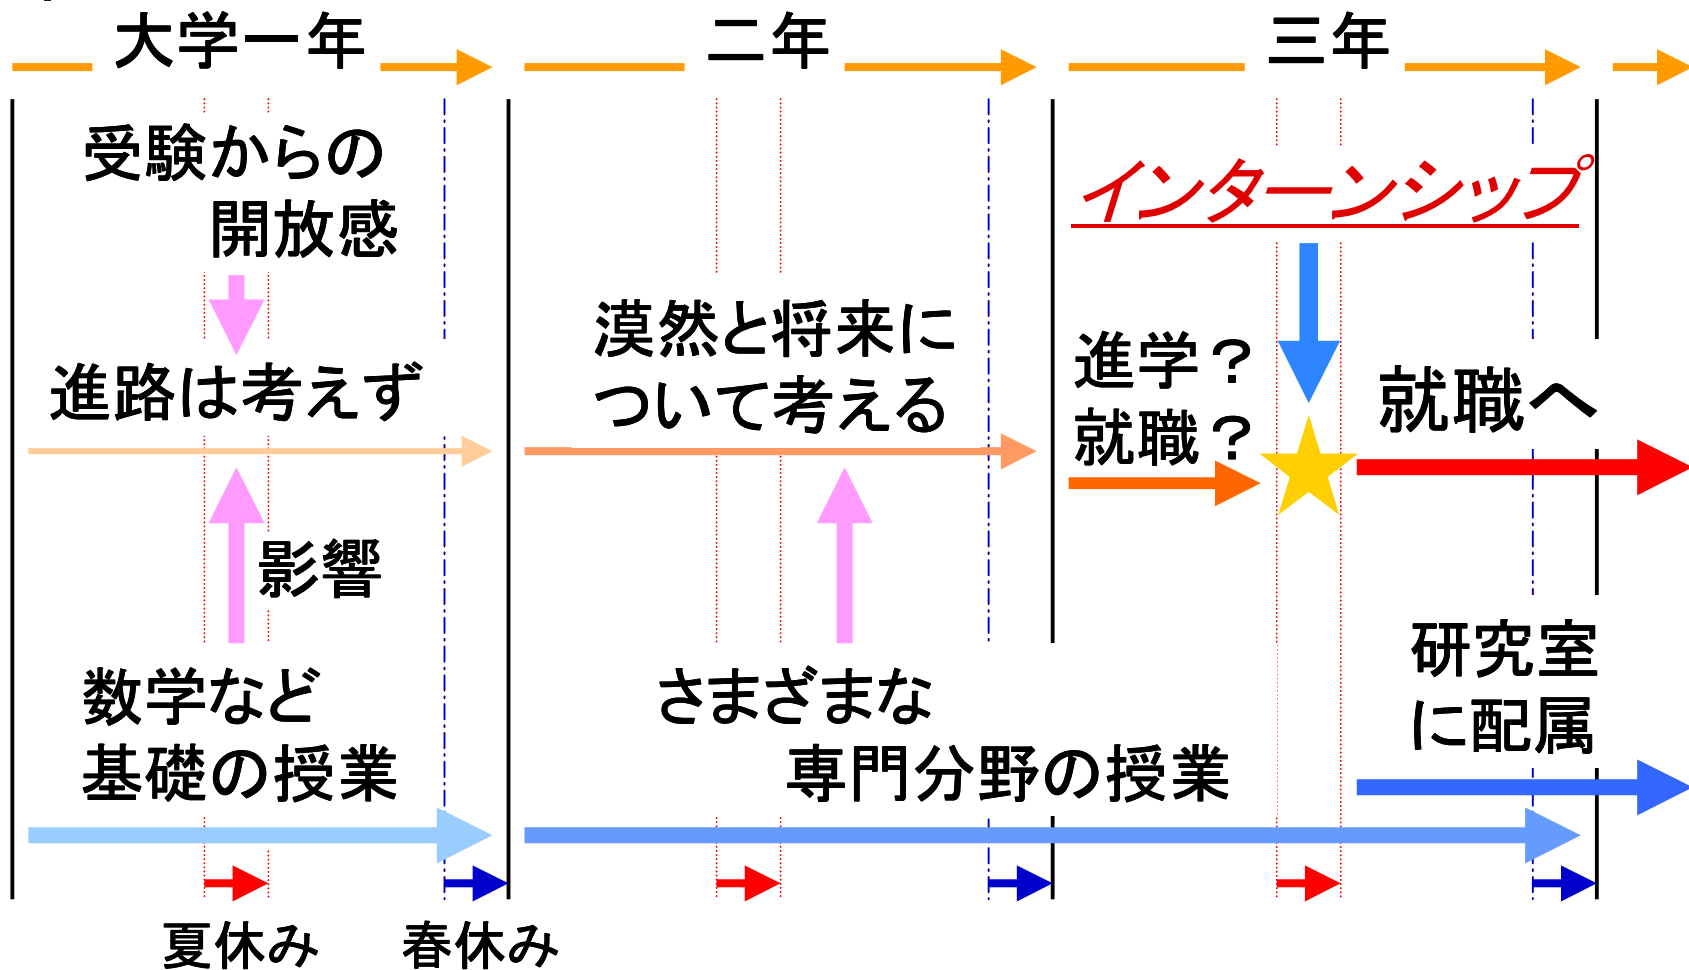 大学一年
二年
三年
受験からの
開放感
進路は考えず
影響
数学など
基礎の授業
漠然と将来に
ついて考える
さまざまな
専門分野の授業
インターンシップ
進学？
就職？
就職へ
研究室
に配属
夏休み
春休み